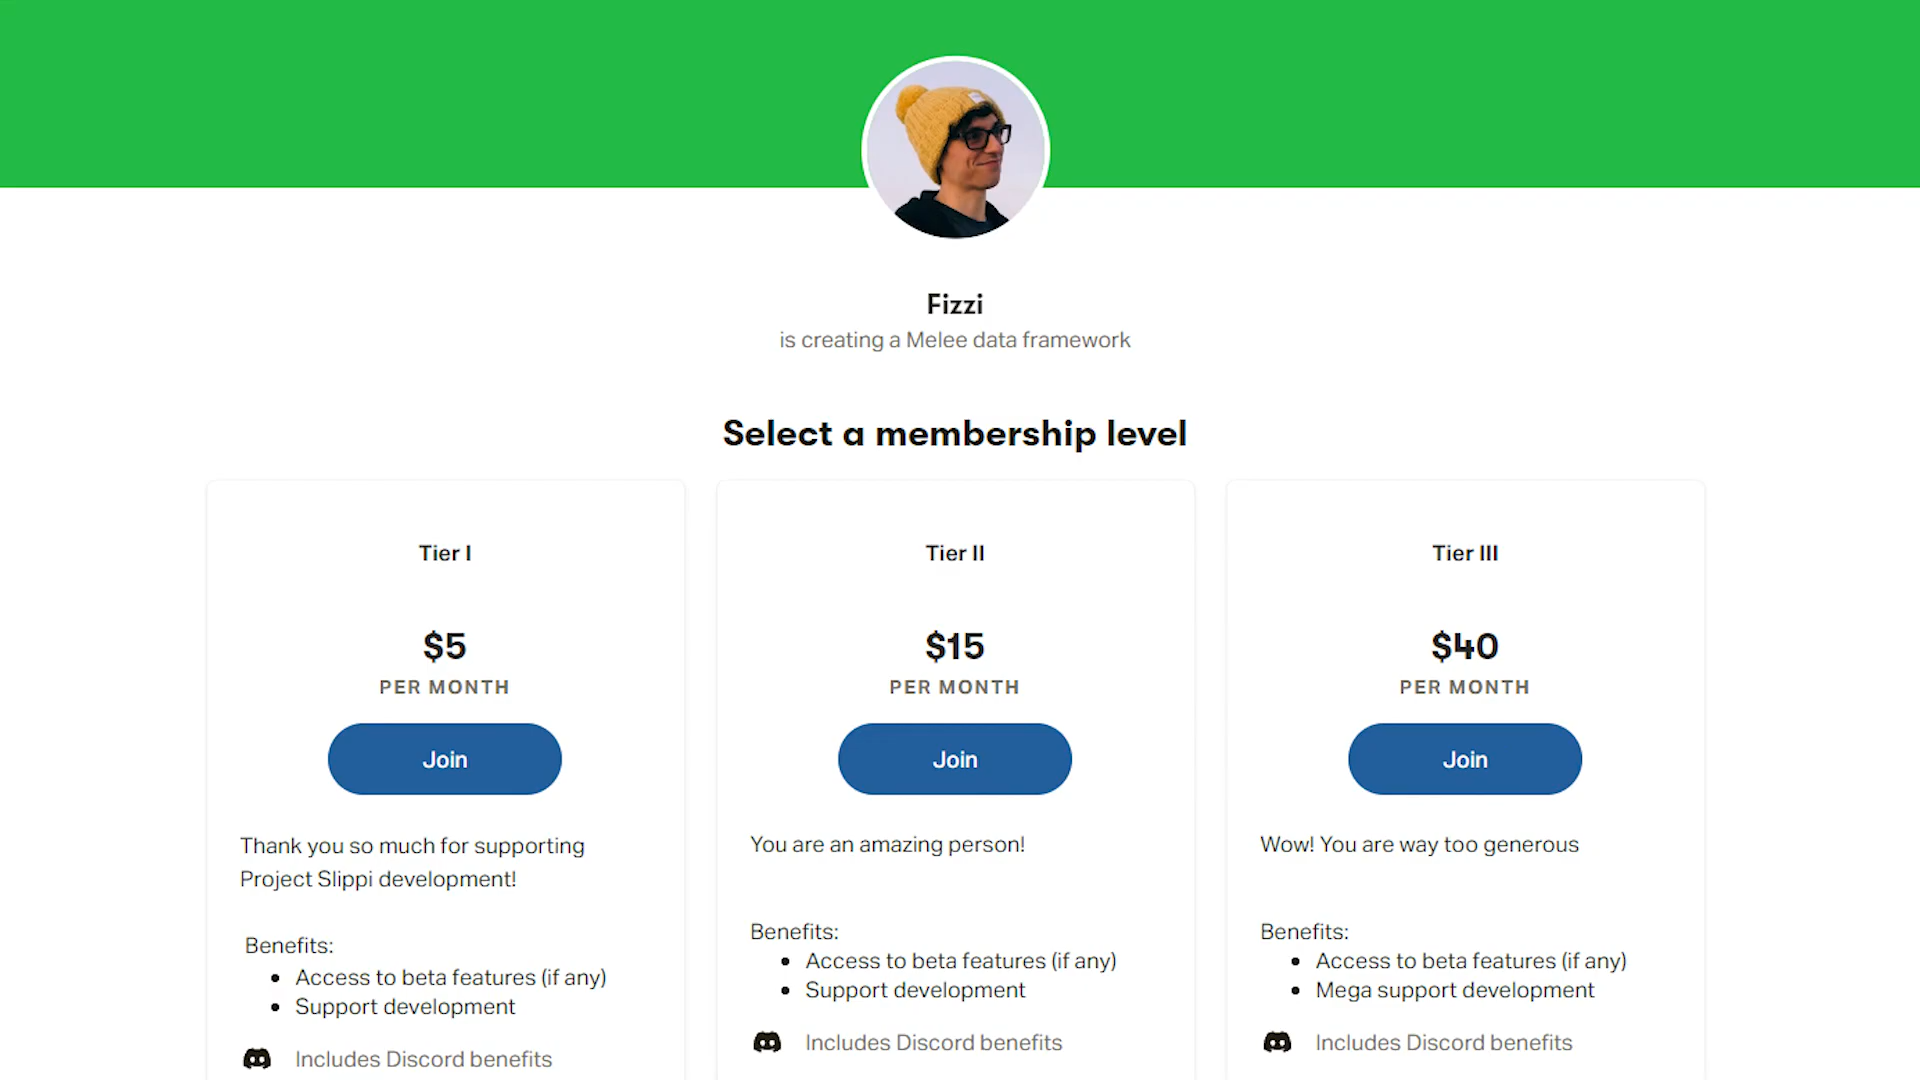 Fizzi
is creating a Melee data framework
Select a membership level
Tier I
$5
PER MONTH
Join
Thank you so much for supporting
Project Slippi development!
Benefits:
Access to beta features (if any)
Support development
Includes Discord benefits
Tier II
$15
PER MONTH
Join
You are an amazing person!
Benefits:
Access to beta features (if any)
Support development
Includes Discord benefits
Tier III
$40
PER MONTH
Join
Wow! You are way too generous
Benefits:
Access to beta features (if any)
Mega support development
Includes Discord benefits